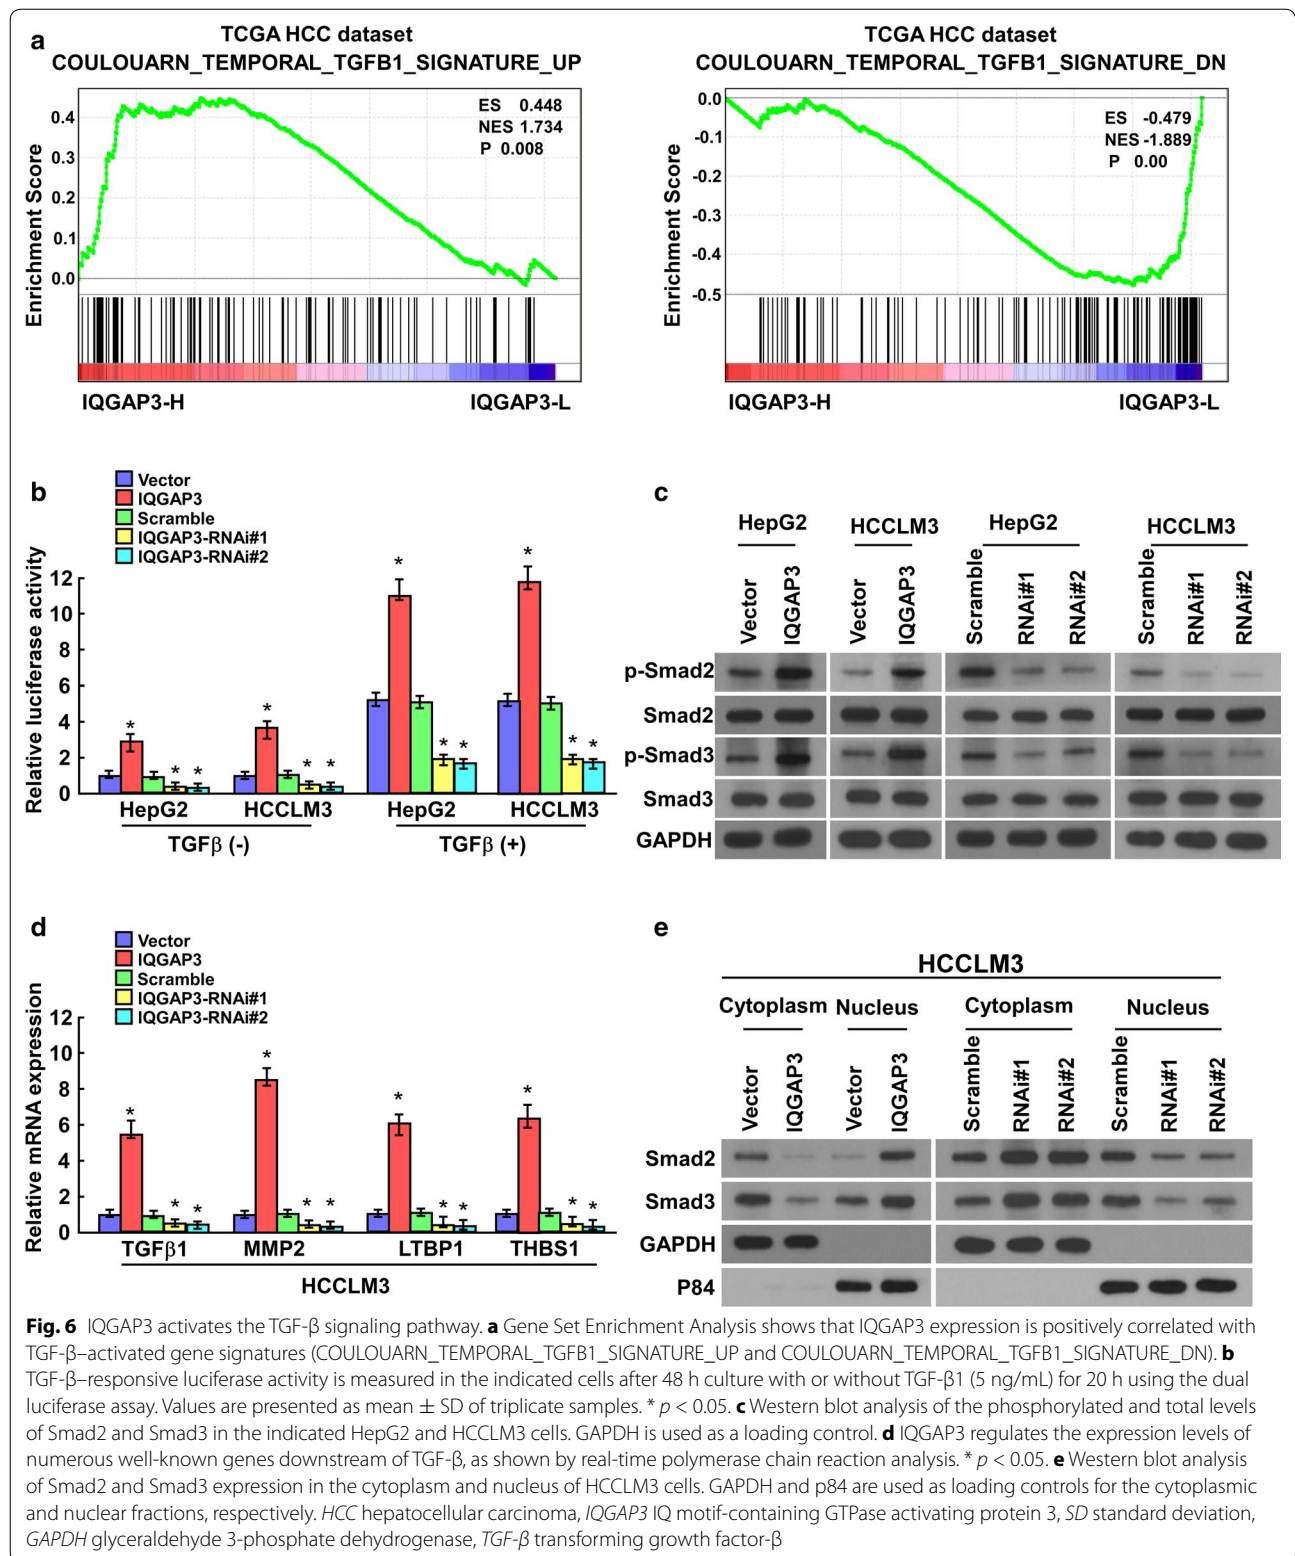 a
TCGA HCC dataset
COULOUARN_TEMPORAL_TGFB1_SIGNATURE_UP
Enrichment Score
0.4
0.3
0.2
0.1
0.0
ES 0.448
NES 1.734
P 0.008
IQGAP3-H IQGAP3-L
TCGA HCC dataset
COULOUARN_TEMPORAL_TGFB1_SIGNATURE_DN
Enrichment Score
0.0
-0.1
-0.2
-0.3
-0.4
-0.5
ES -0.479
NES -1.889
P 0.00
IQGAP3-H IQGAP3-L
b
Vector
IQGAP3
Scramble
IQGAP3-RNAi#1
IQGAP3-RNAi#2
Relative luciferase activity
12
10
8
6
4
2
0
* * * * * * * * * * * *
HepG2 HCCLM3 HepG2 HCCLM3
TGFβ (-) TGFβ (+)
c
HepG2 HCCLM3 HepG2 HCCLM3
Vector IQGAP3 Vector IQGAP3 Scramble RNAi#1 RNAi#2 Scramble RNAi#1 RNAi#2
p-Smad2
Smad2
p-Smad3
Smad3
GAPDH
d
Vector
IQGAP3
Scramble
IQGAP3-RNAi#1
IQGAP3-RNAi#2
Relative mRNA expression
12
10
8
6
4
2
0
* * * * * * * * * * * *
TGFβ1 MMP2 LTBP1 THBS1
HCCLM3
e
HCCLM3
Cytoplasm Nucleus Cytoplasm Nucleus
Vector IQGAP3 Vector IQGAP3 Scramble RNAi#1 RNAi#2 Scramble RNAi#1 RNAi#2
Smad2
Smad3
GAPDH
P84
Fig. 6 IQGAP3 activates the TGF-β signaling pathway. a Gene Set Enrichment Analysis shows that IQGAP3 expression is positively correlated with
TGF-β–activated gene signatures (COULOUARN_TEMPORAL_TGFB1_SIGNATURE_UP and COULOUARN_TEMPORAL_TGFB1_SIGNATURE_DN). b
TGF-β–responsive luciferase activity is measured in the indicated cells after 48 h culture with or without TGF-β1 (5 ng/mL) for 20 h using the dual
luciferase assay. Values are presented as mean ± SD of triplicate samples. * p < 0.05. c Western blot analysis of the phosphorylated and total levels
of Smad2 and Smad3 in the indicated HepG2 and HCCLM3 cells. GAPDH is used as a loading control. d IQGAP3 regulates the expression levels of
numerous well-known genes downstream of TGF-β, as shown by real-time polymerase chain reaction analysis. * p < 0.05. e Western blot analysis
of Smad2 and Smad3 expression in the cytoplasm and nucleus of HCCLM3 cells. GAPDH and p84 are used as loading controls for the cytoplasmic
and nuclear fractions, respectively. HCC hepatocellular carcinoma, IQGAP3 IQ motif-containing GTPase activating protein 3, SD standard deviation,
GAPDH glyceraldehyde 3-phosphate dehydrogenase, TGF-β transforming growth factor-β